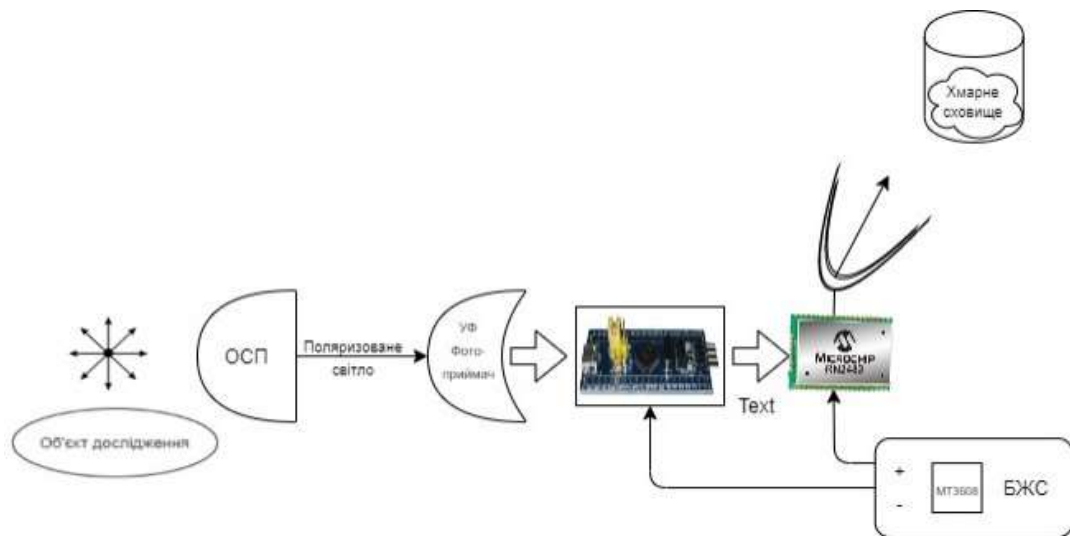 Хмарне
сховище
ОСП
Поляризоване
світло
УФ
Фото-
приймач
Text
MICROCHIP
RN2483
Об'єкт дослідження
+
-
MT3608
БЖС